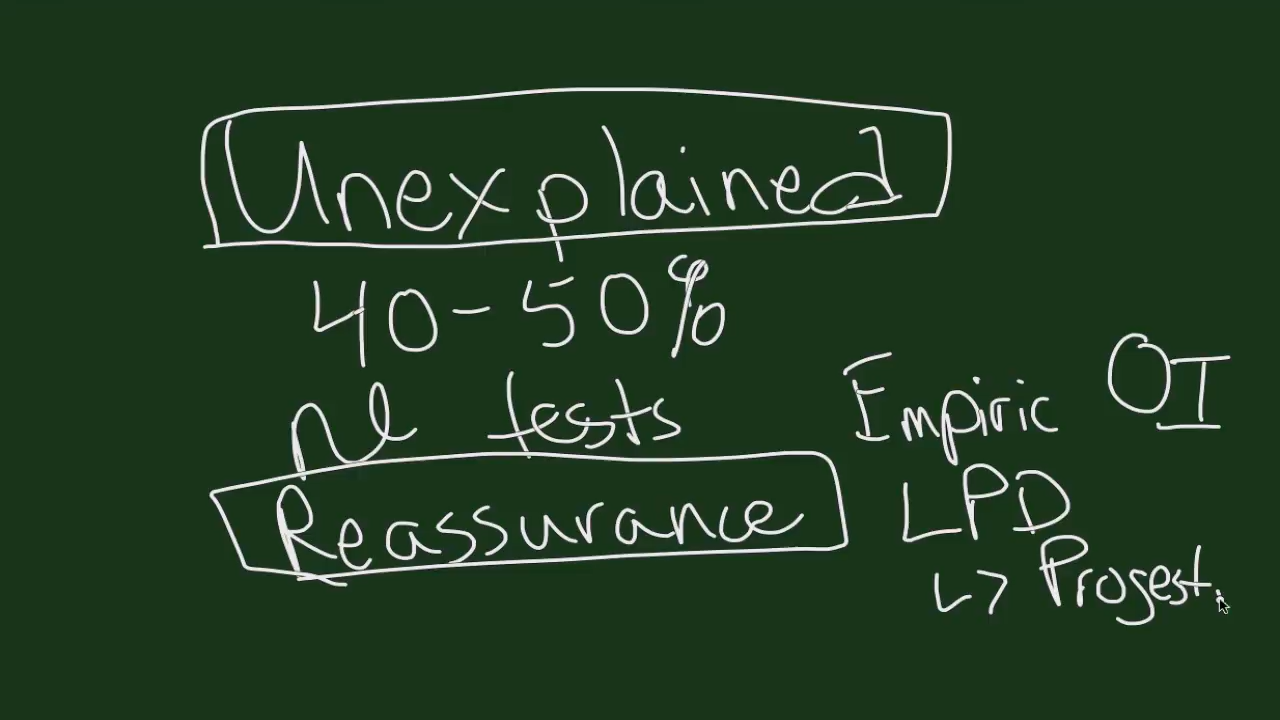 Unexplained
40-50%
nl tests
Reassurance
Empiric OI
LPD
↳ Progest.